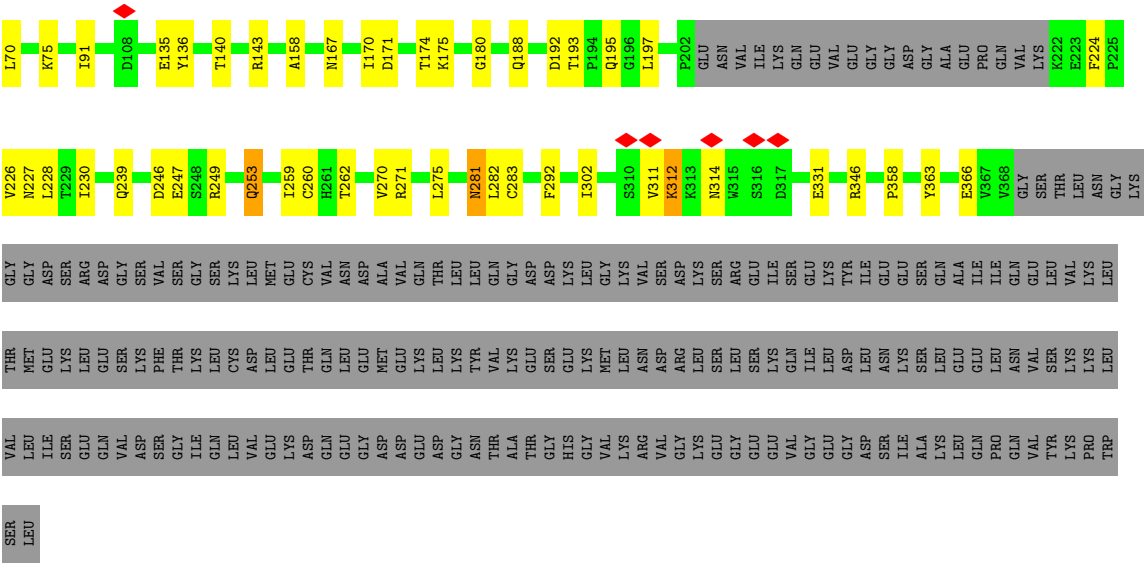 L70 K75 I91 D108 E135 Y136 T140 R143 A158 N167 I170 D171 T174 K175 G180 Q188 D192 T193 P194 Q195 G196 L197 P202 GLU ASN VAL ILE LYS GLN GLU VAL GLU GLY GLY ASP GLY ALA GLU PRO GLN VAL LYS K222 E223 F224 P225
V226 N227 L228 T229 I230 Q239 D246 E247 S248 R249 Q253 I259 C260 H261 T262 V270 R271 L275 N281 L282 C283 F292 I302 S310 V311 K312 K313 N314 W315 S316 D317 E331 R346 P358 Y363 E366 V367 V368 GLY SER THR LEU ASN GLY LYS
GLY GLY ASP SER ARG ASP GLY SER VAL SER GLY SER LYS LEU MET GLU CYS VAL ASN ASP ALA VAL GLN THR LEU LEU GLN GLY ASP ASP LYS LEU GLY LYS VAL SER ASP LYS SER ARG GLU ILE SER GLU LYS TYR ILE GLU GLU SER GLN ALA ILE ILE GLN GLU LEU VAL LYS LEU
THR MET GLU LYS LEU GLU SER LYS PHE THR LYS LEU CYS ASP LEU GLU THR GLN LEU GLU MET GLU LYS LEU LYS TYR VAL LYS GLU SER GLU LYS MET LEU ASN ASP ARG LEU SER LEU SER LYS GLN ILE LEU ASP LEU ASN LYS SER LEU GLU GLU LEU ASN VAL SER LYS LYS LEU
VAL LEU ILE SER GLU GLN VAL ASP SER GLY ILE GLN LEU VAL GLU LYS ASP GLN GLU GLY ASP ASP GLU ASP GLY ASN THR ALA THR GLY HIS GLY VAL LYS ARG VAL GLY LYS GLU GLY GLU GLU VAL GLY GLU GLY ASP SER ILE ALA LYS LEU GLN PRO GLN VAL TYR LYS PRO TRP
SER LEU